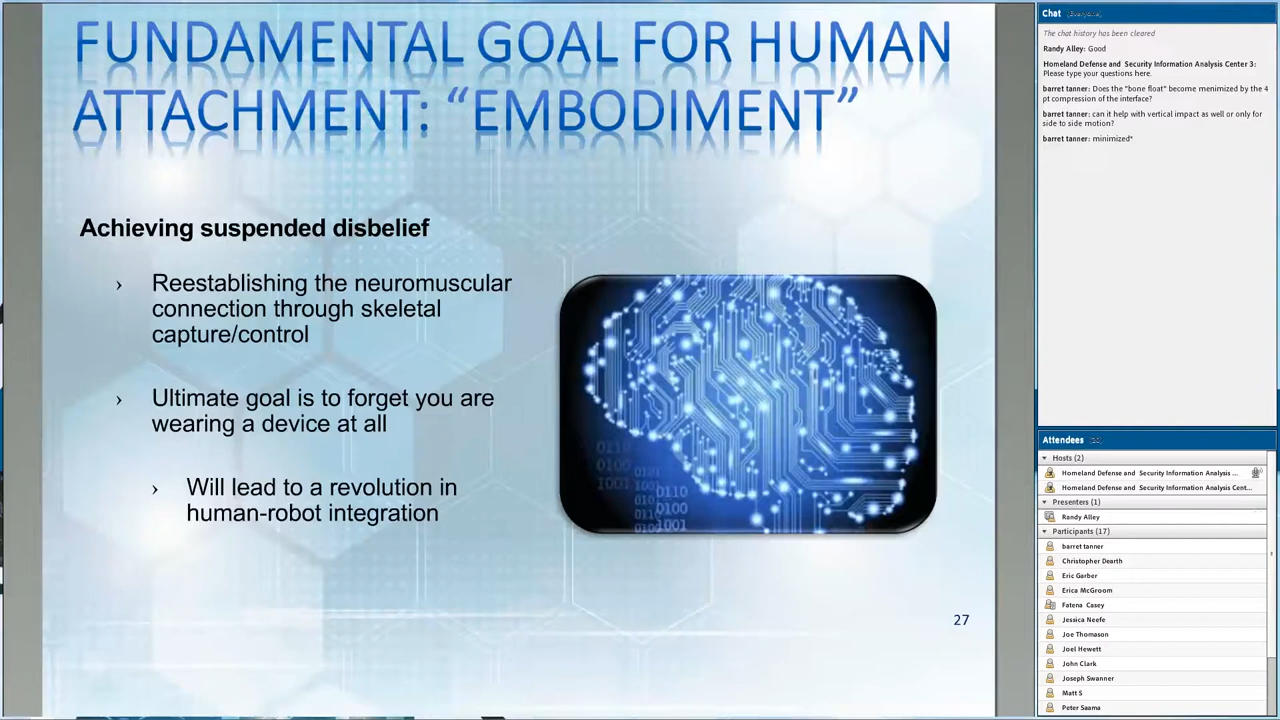 FUNDAMENTAL GOAL FOR HUMAN
ATTACHMENT: “EMBODIMENT”
Achieving suspended disbelief
› Reestablishing the neuromuscular
connection through skeletal
capture/control
› Ultimate goal is to forget you are
wearing a device at all
› Will lead to a revolution in
human-robot integration
27
Chat (Everyone)
The chat history has been cleared
Randy Alley: Good
Homeland Defense and Security Information Analysis Center 3:
Please type your questions here.
barret tanner: Does the "bone float" become menimized by the 4
pt compression of the interface?
barret tanner: can it help with vertical impact as well or only for
side to side motion?
barret tanner: minimized*
Attendees
Hosts (2)
Homeland Defense and Security Information Analysis ...
Homeland Defense and Security Information Analysis Cent...
Presenters (1)
Randy Alley
Participants (17)
barret tanner
Christopher Dearth
Eric Garber
Erica McGroom
Fatena Casey
Jessica Neefe
Joe Thomason
Joel Hewett
John Clark
Joseph Swanner
Matt S
Peter Saama